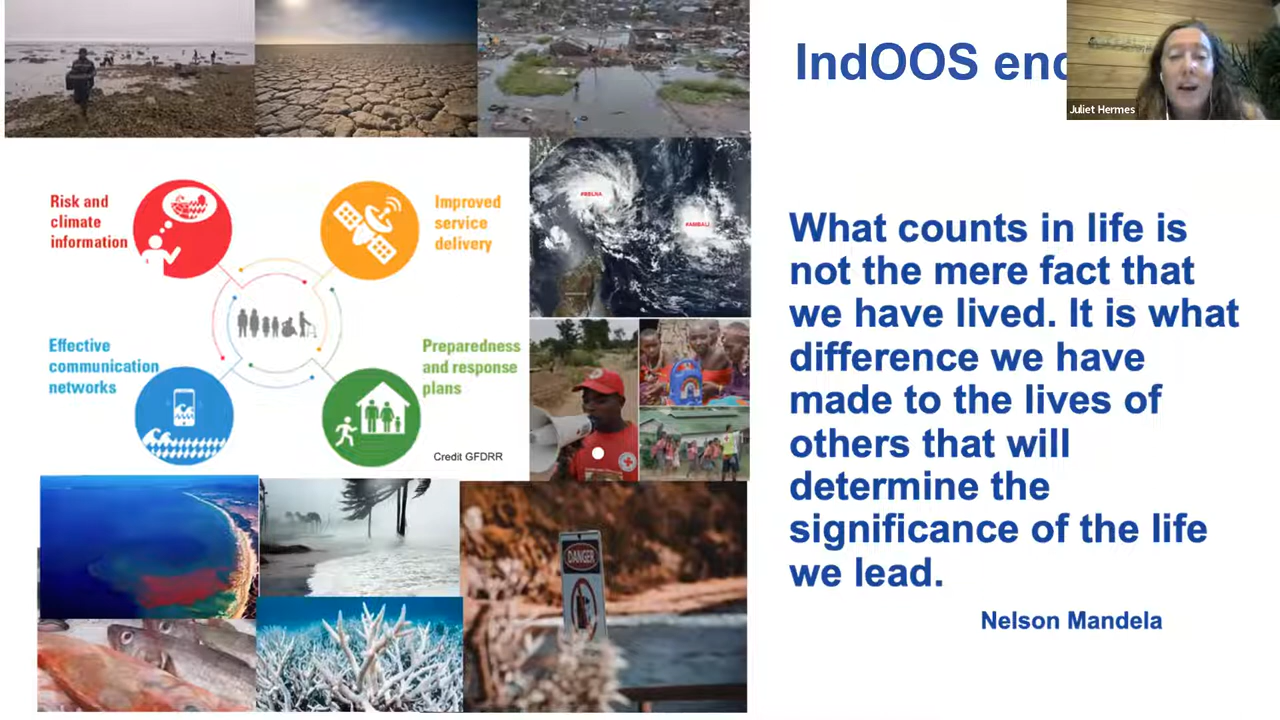 IndOOS end
Juliet Hermes
Risk and
climate
information
Improved
service
delivery
Effective
communication
networks
Preparedness
and response
plans
Credit GFDRR
#BELNA
#AMBALI
DANGER
What counts in life is
not the mere fact that
we have lived. It is what
difference we have
made to the lives of
others that will
determine the
significance of the life
we lead.
Nelson Mandela